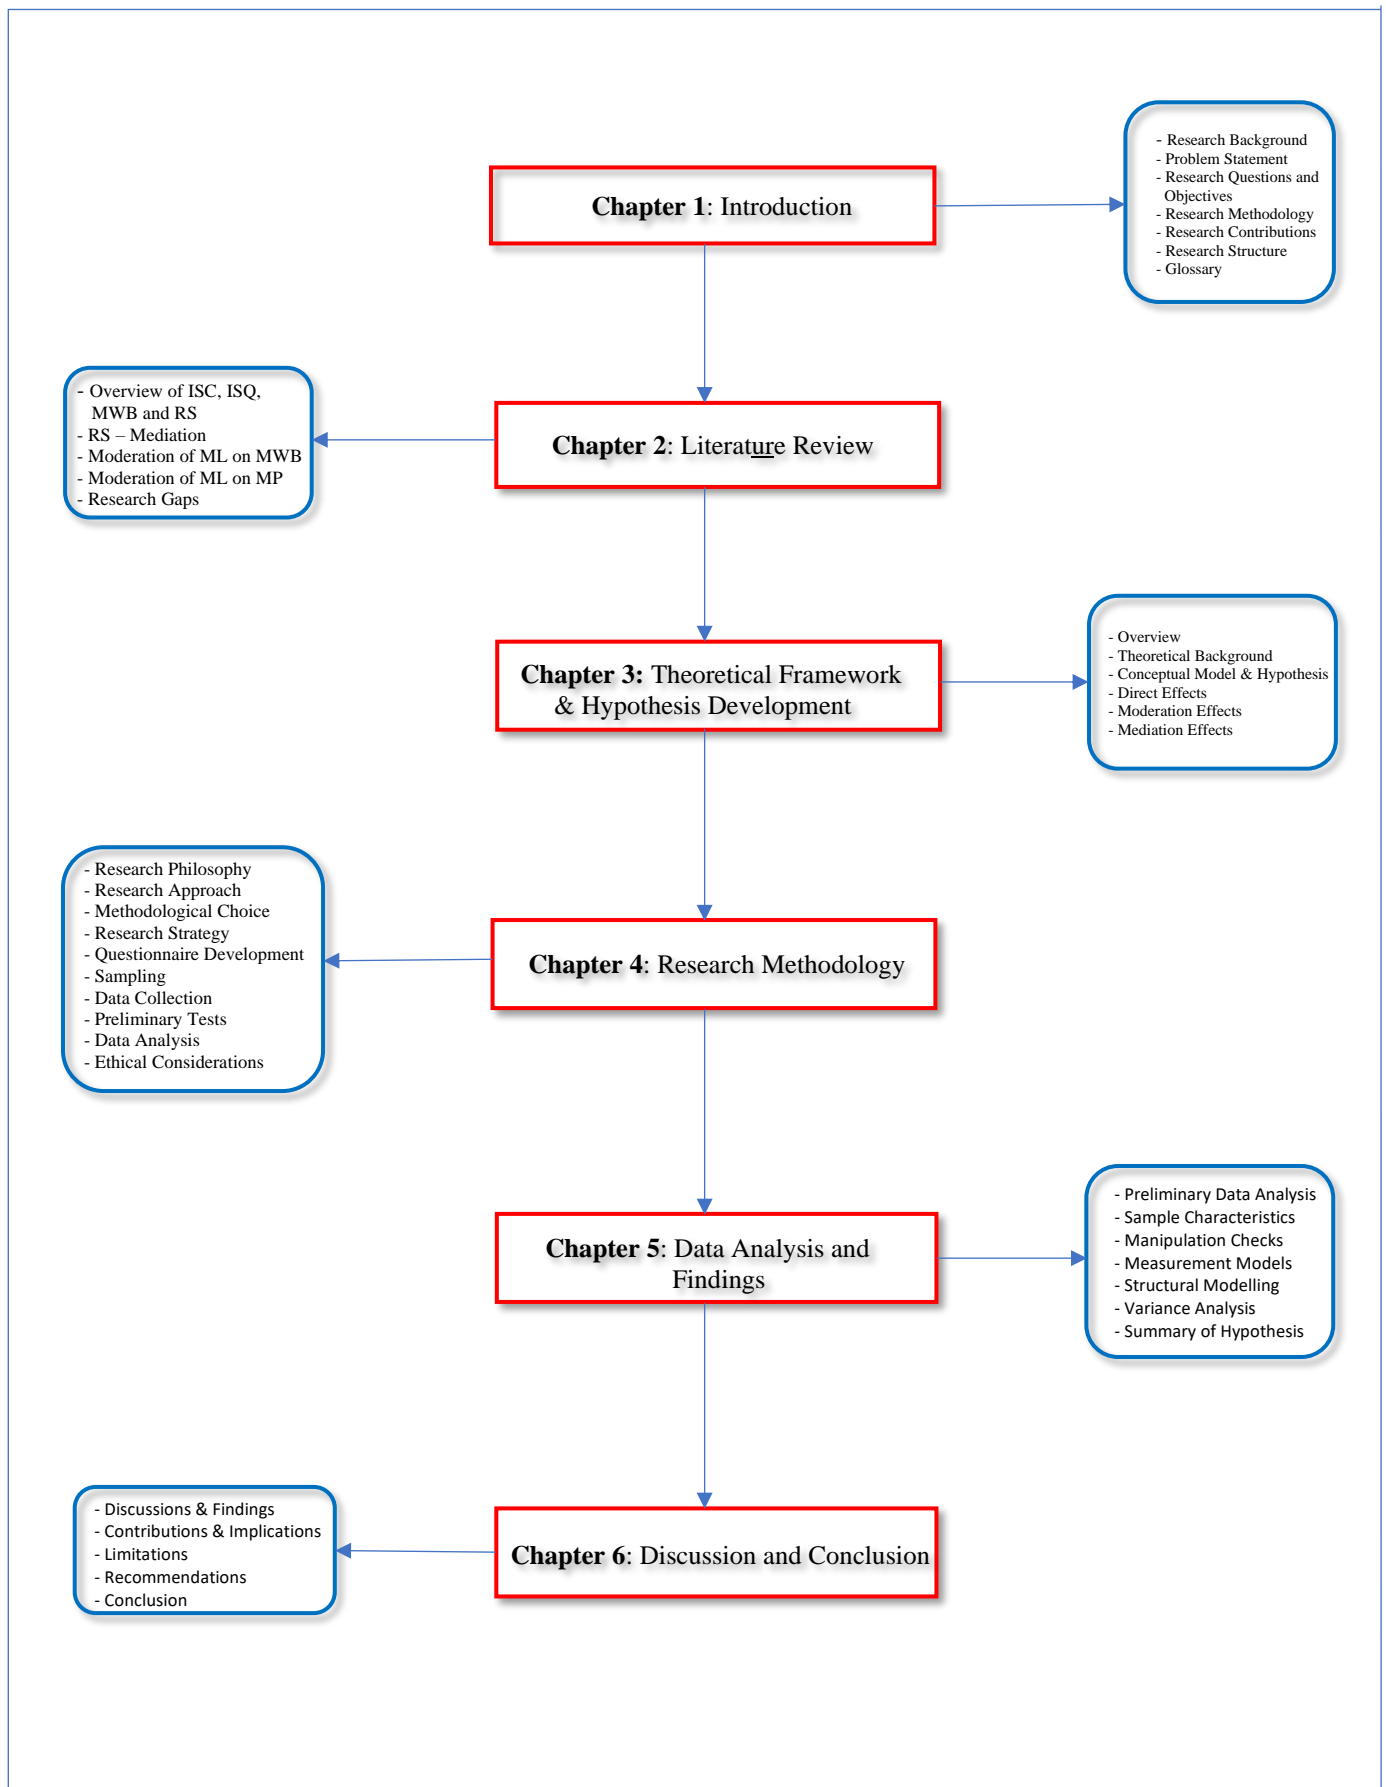 Chapter 1: Introduction
- Research Background
- Problem Statement
- Research Questions and
Objectives
- Research Methodology
- Research Contributions
- Research Structure
- Glossary
Chapter 2: Literature Review
- Overview of ISC, ISQ,
MWB and RS
- RS – Mediation
- Moderation of ML on MWB
- Moderation of ML on MP
- Research Gaps
Chapter 3: Theoretical Framework
& Hypothesis Development
- Overview
- Theoretical Background
- Conceptual Model & Hypothesis
- Direct Effects
- Moderation Effects
- Mediation Effects
Chapter 4: Research Methodology
- Research Philosophy
- Research Approach
- Methodological Choice
- Research Strategy
- Questionnaire Development
- Sampling
- Data Collection
- Preliminary Tests
- Data Analysis
- Ethical Considerations
Chapter 5: Data Analysis and
Findings
- Preliminary Data Analysis
- Sample Characteristics
- Manipulation Checks
- Measurement Models
- Structural Modelling
- Variance Analysis
- Summary of Hypothesis
Chapter 6: Discussion and Conclusion
- Discussions & Findings
- Contributions & Implications
- Limitations
- Recommendations
- Conclusion